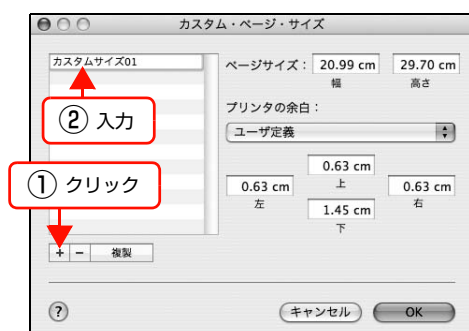 カスタム・ページ・サイズ
カスタムサイズ01
② 入力
① クリック
+ − 複製
ページサイズ： 20.99 cm 29.70 cm
幅 高さ
プリンタの余白：
ユーザ定義
0.63 cm
上
0.63 cm 0.63 cm
左 右
1.45 cm
下
? キャンセル OK